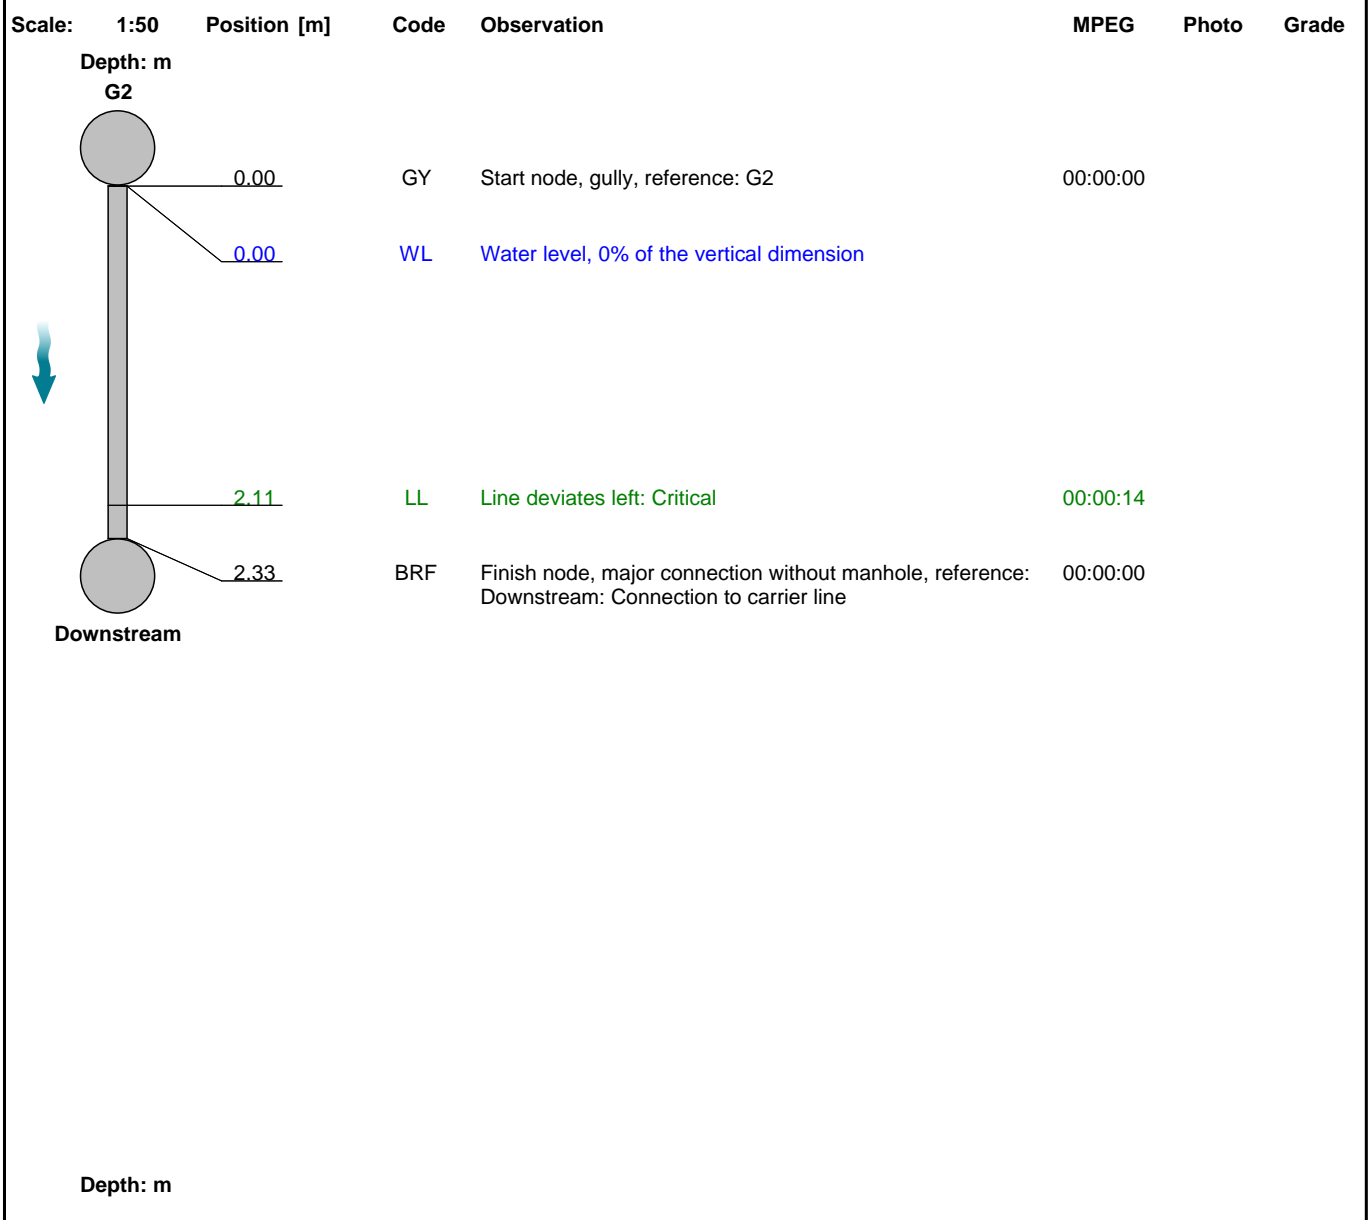 Scale: 1:50 Position [m] Code Observation MPEG Photo Grade
Depth: m
G2
0.00 GY Start node, gully, reference: G2 00:00:00
0.00 WL Water level, 0% of the vertical dimension
2.11 LL Line deviates left: Critical 00:00:14
2.33 BRF Finish node, major connection without manhole, reference: 00:00:00
Downstream: Connection to carrier line
Downstream
Depth: m